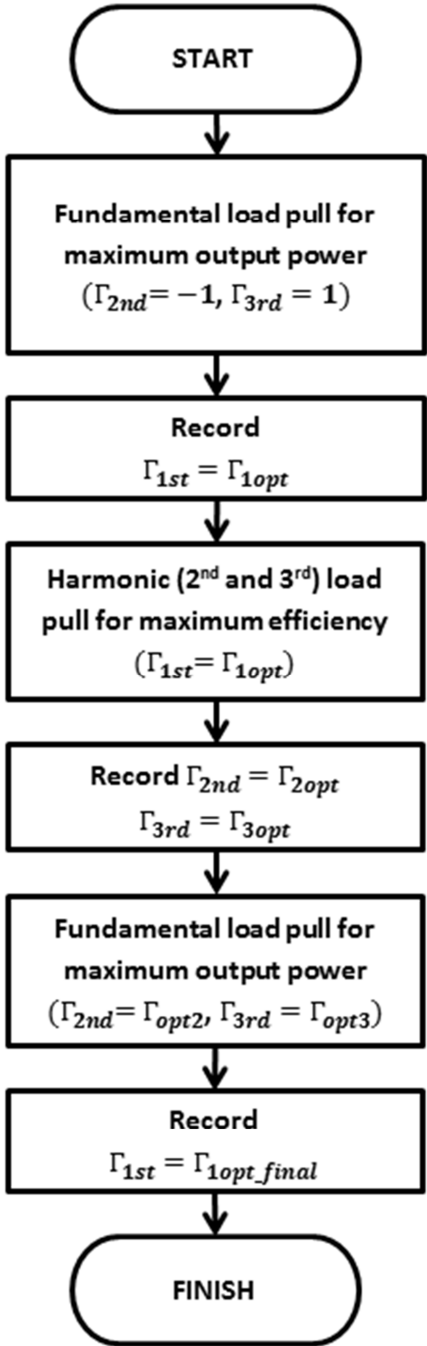 START
Fundamental load pull for
maximum output power
(Γ2nd= −1, Γ3rd = 1)
Record
Γ1st = Γ1opt
Harmonic (2nd and 3rd) load
pull for maximum efficiency
(Γ1st= Γ1opt)
Record Γ2nd = Γ2opt
Γ3rd = Γ3opt
Fundamental load pull for
maximum output power
(Γ2nd= Γopt2, Γ3rd = Γopt3)
Record
Γ1st = Γ1opt_final
FINISH